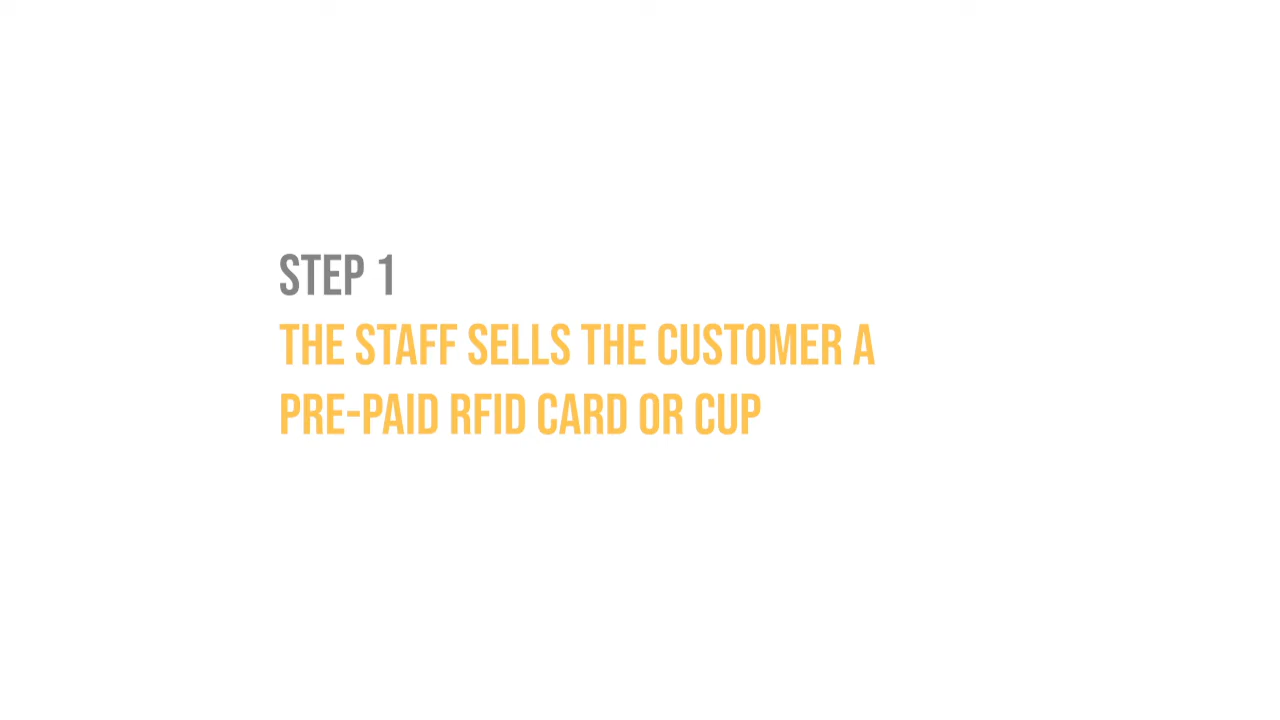 STEP 1
THE STAFF SELLS THE CUSTOMER A
PRE-PAID RFID CARD OR CUP